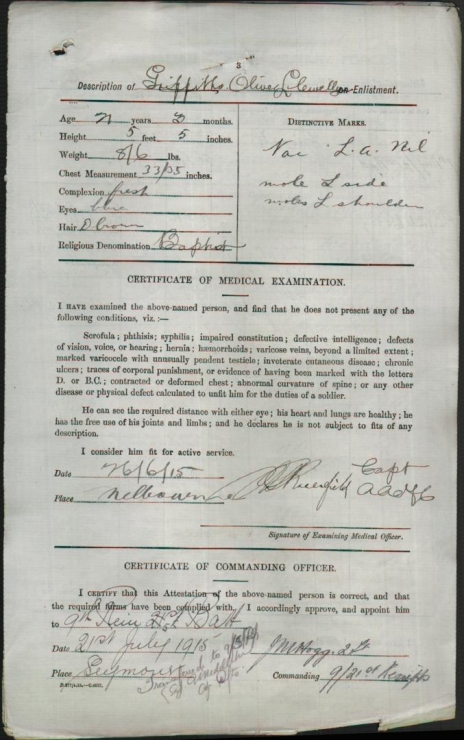 3
Description of Griffiths Oliver Llewellyn on Enlistment.
Age 21 years 2 months.
Height 5 feet 5 inches.
Weight 8/6 lbs.
Chest Measurement 33/35 inches.
Complexion fresh
Eyes blue
Hair D brown
Religious Denomination Baptist
DISTINCTIVE MARKS.
Vac L.A. Nil
mole L side
moles L shoulder
CERTIFICATE OF MEDICAL EXAMINATION.
I HAVE examined the above-named person, and find that he does not present any of the
following conditions, viz. :—
Scrofula; phthisis; syphilis; impaired constitution; defective intelligence; defects
of vision, voice, or hearing; hernia; hæmorrhoids; varicose veins, beyond a limited extent;
marked varicocele with unusually pendent testicle; inveterate cutaneous disease; chronic
ulcers; traces of corporal punishment, or evidence of having been marked with the letters
D. or B.C.; contracted or deformed chest; abnormal curvature of spine; or any other
disease or physical defect calculated to unfit him for the duties of a soldier.
He can see the required distance with either eye; his heart and lungs are healthy; he
has the free use of his joints and limbs; and he declares he is not subject to fits of any
description.
I consider him fit for active service.
Date 26/6/15
Place Melbourne
Capt
Signature of Examining Medical Officer.
CERTIFICATE OF COMMANDING OFFICER.
I CERTIFY that this Attestation of the above-named person is correct, and that
the required forms have been complied with. I accordingly approve, and appoint him
to 9th Rein 21st Batt
Date 21st July 1915
Place Seymour
Transferred to
Commanding 9/21st Reinfts